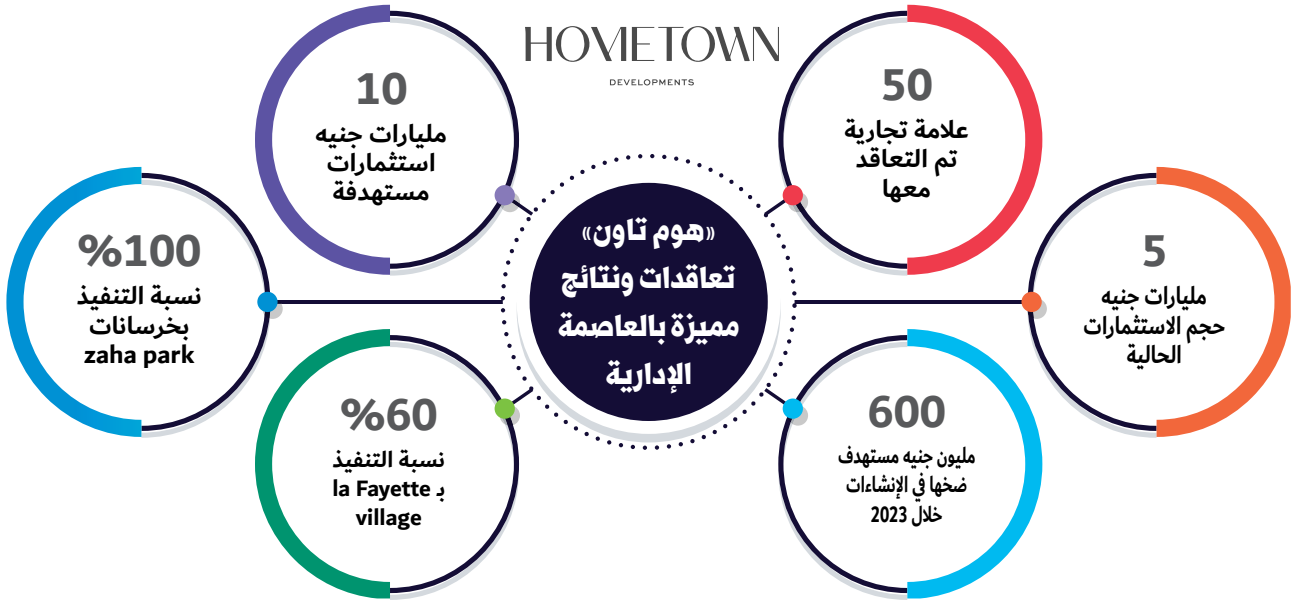 HOMETOWN
DEVELOPMENTS
«هوم تاون»
تعاقدات ونتائج
مميزة بالعاصمة
الإدارية
50
علامة تجارية
تم التعاقد
معها
5
مليارات جنيه
حجم الاستثمارات
الحالية
600
مليون جنيه مستهدف
ضخها في الإنشاءات
خلال 2023
10
مليارات جنيه
استثمارات
مستهدفة
%100
نسبة التنفيذ
بخرسانات
zaha park
%60
نسبة التنفيذ
بـ la Fayette
village